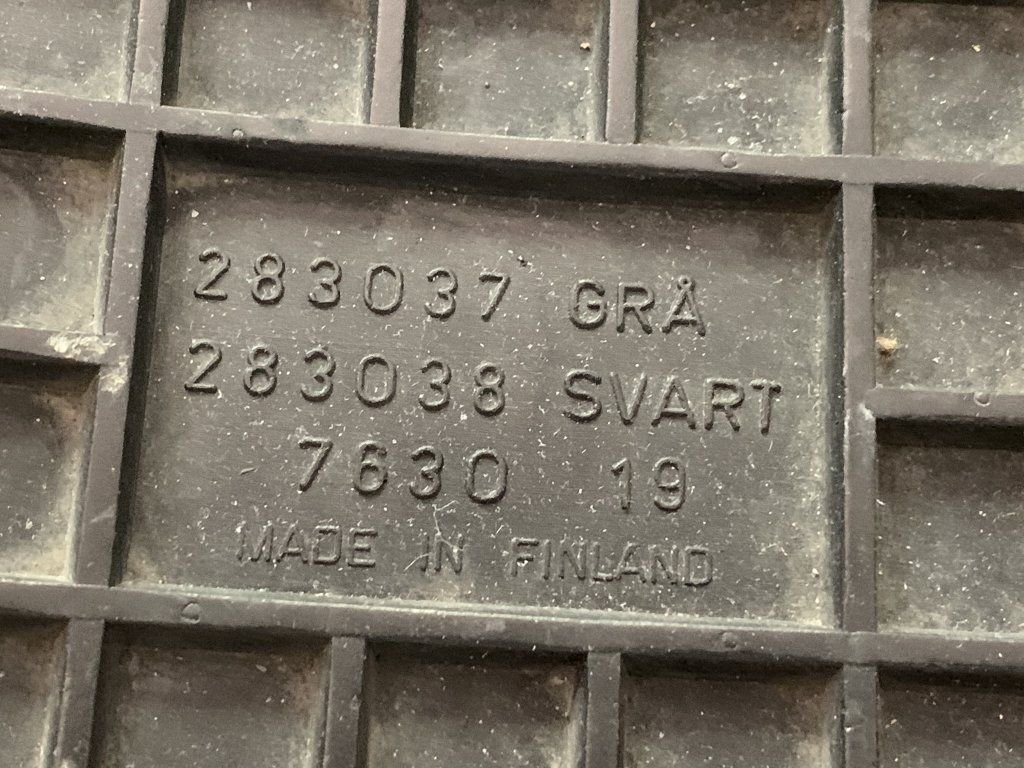 283037 GRÅ
283038 SVART
7630 19
MADE IN FINLAND